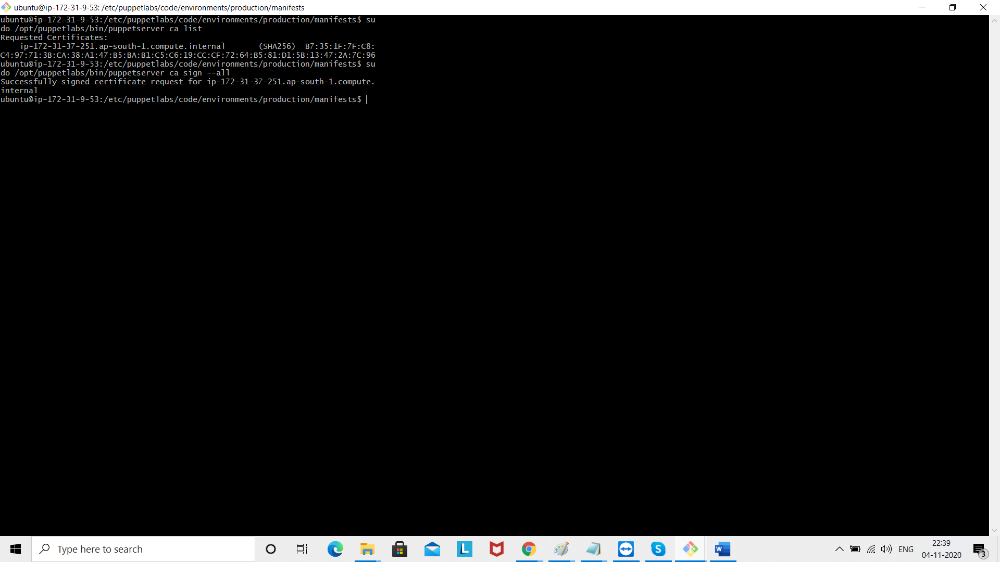 ubuntu@ip-172-31-9-53: /etc/puppetlabs/code/environments/production/manifests
ubuntu@ip-172-31-9-53:/etc/puppetlabs/code/environments/production/manifests$ su
do /opt/puppetlabs/bin/puppetserver ca list
Requested Certificates:
ip-172-31-37-251.ap-south-1.compute.internal (SHA256) B7:35:1F:7F:C8:
C4:97:71:3B:CA:38:A1:47:B5:BA:B1:C5:C6:19:CC:CF:72:64:B5:81:D1:5B:13:47:2A:7C:96
ubuntu@ip-172-31-9-53:/etc/puppetlabs/code/environments/production/manifests$ su
do /opt/puppetlabs/bin/puppetserver ca sign --all
Successfully signed certificate request for ip-172-31-37-251.ap-south-1.compute.
internal
ubuntu@ip-172-31-9-53:/etc/puppetlabs/code/environments/production/manifests$
Type here to search
L
S
W
ENG
22:39
04-11-2020
3